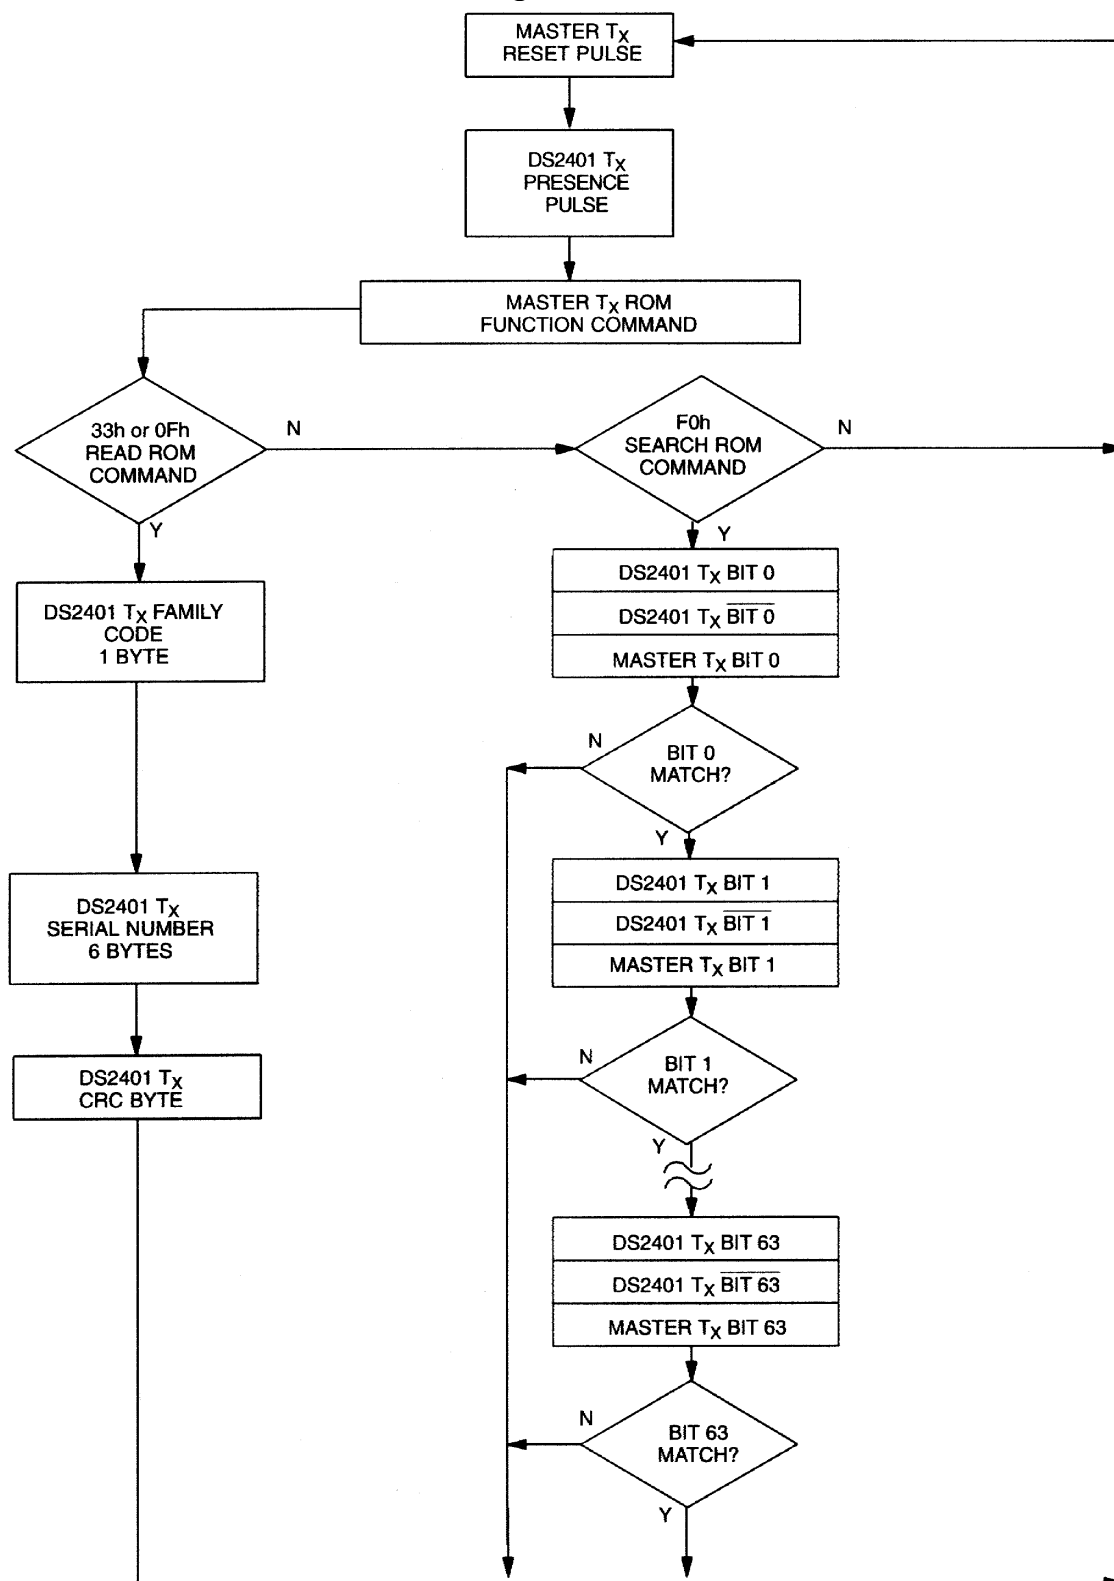 MASTER TX
RESET PULSE
DS2401 TX
PRESENCE
PULSE
MASTER TX ROM
FUNCTION COMMAND
33h or 0Fh
READ ROM
COMMAND
N
Y
F0h
SEARCH ROM
COMMAND
N
Y
DS2401 TX FAMILY
CODE
1 BYTE
DS2401 TX
SERIAL NUMBER
6 BYTES
DS2401 TX
CRC BYTE
DS2401 TX BIT 0
DS2401 TX B̅I̅T̅ ̅0̅
MASTER TX BIT 0
BIT 0
MATCH?
N
Y
DS2401 TX BIT 1
DS2401 TX B̅I̅T̅ ̅1̅
MASTER TX BIT 1
BIT 1
MATCH?
N
Y
DS2401 TX BIT 63
DS2401 TX B̅I̅T̅ ̅6̅3̅
MASTER TX BIT 63
BIT 63
MATCH?
N
Y